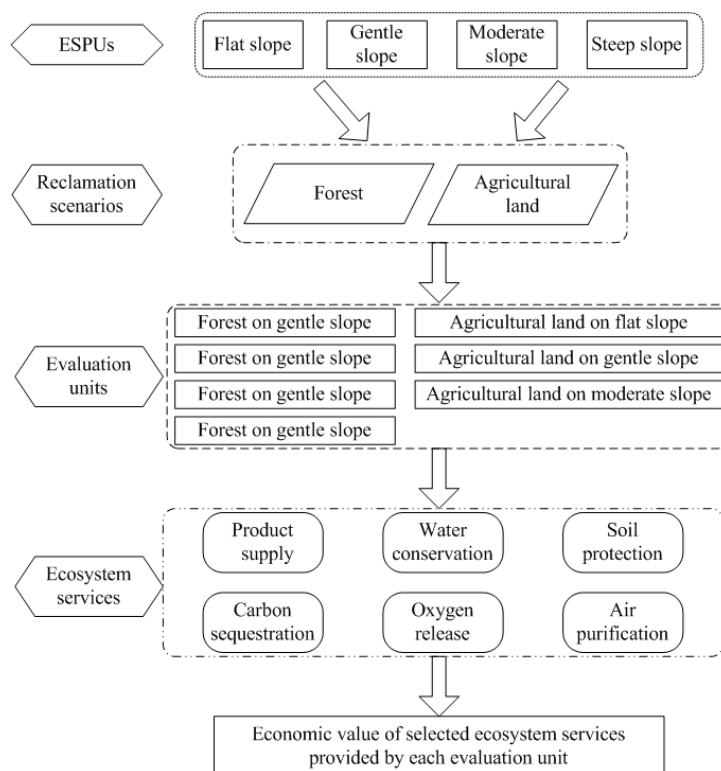 ESPUs
Flat slope
Gentle
slope
Moderate
slope
Steep slope
Reclamation
scenarios
Forest
Agricultural
land
Evaluation
units
Forest on gentle slope
Agricultural land on flat slope
Forest on gentle slope
Agricultural land on gentle slope
Forest on gentle slope
Agricultural land on moderate slope
Forest on gentle slope
Ecosystem
services
Product
supply
Water
conservation
Soil
protection
Carbon
sequestration
Oxygen
release
Air
purification
Economic value of selected ecosystem services
provided by each evaluation unit